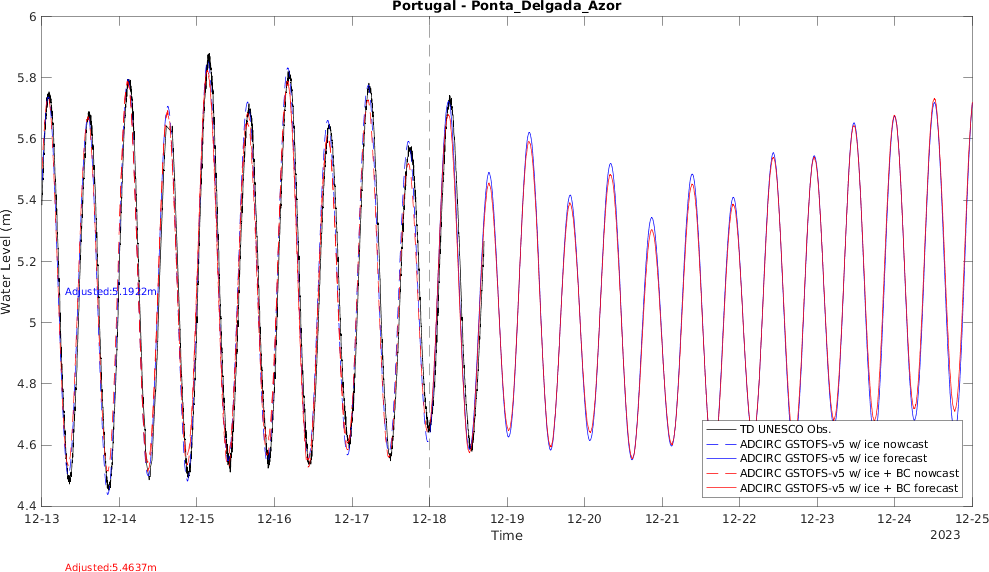 Portugal - Ponta_Delgada_Azor
6
5.8
5.6
5.4
5.2
5
4.8
4.6
4.4
Water Level (m)
Adjusted:5.1922m
TD UNESCO Obs.
ADCIRC GSTOFS-v5 w/ ice nowcast
ADCIRC GSTOFS-v5 w/ ice forecast
ADCIRC GSTOFS-v5 w/ ice + BC nowcast
ADCIRC GSTOFS-v5 w/ ice + BC forecast
12-13 12-14 12-15 12-16 12-17 12-18 12-19 12-20 12-21 12-22 12-23 12-24 12-25
Time
2023
Adjusted:5.4637m